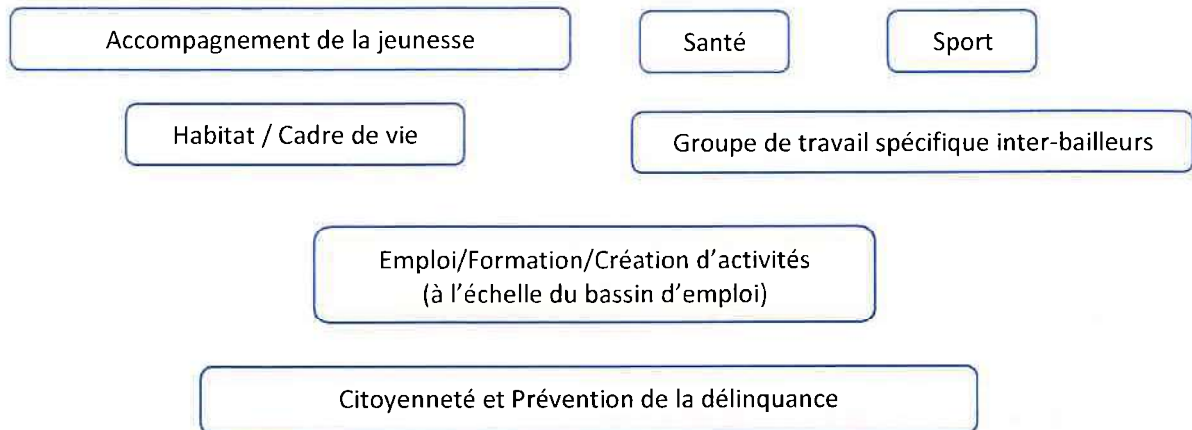 Accompagnement de la jeunesse
Santé
Sport
Habitat / Cadre de vie
Groupe de travail spécifique inter-bailleurs
Emploi/Formation/Création d'activités
(à l'échelle du bassin d'emploi)
Citoyenneté et Prévention de la délinquance